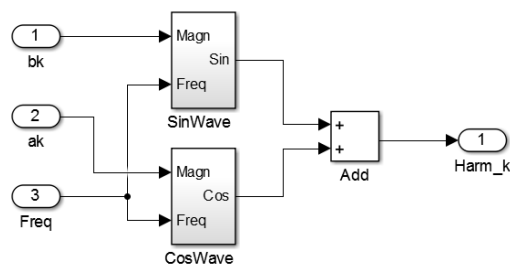 1
bk
2
ak
3
Freq
Magn
Sin
Freq
SinWave
Magn
Cos
Freq
CosWave
+
+
Add
1
Harm_k